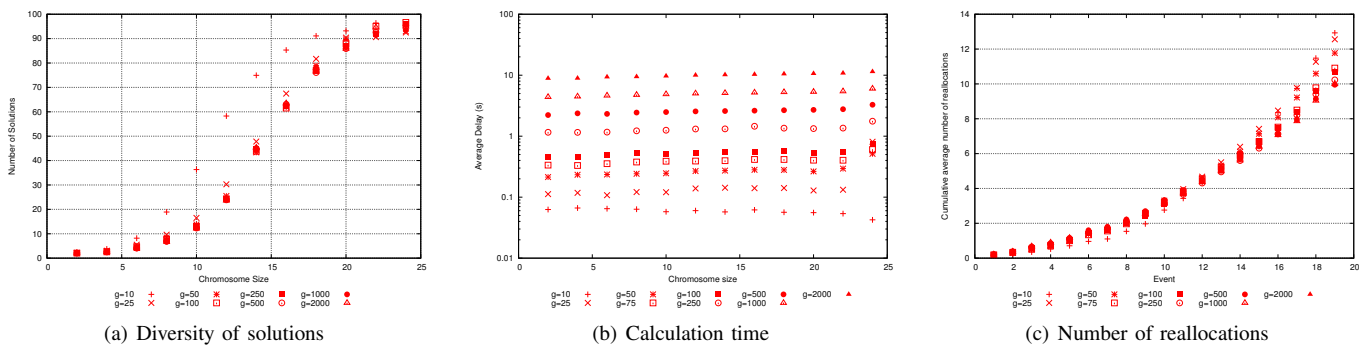 100
90
80
70
60
50
40
30
20
10
0
0 5 10 15 20 25
Number of Solutions
Chromosome Size
g=10 g=50 g=250 g=1000
g=25 g=100 g=500 g=2000
(a) Diversity of solutions
100
10
1
0.1
0.01
0 5 10 15 20 25
Average Delay (s)
Chromosome size
g=10 g=50 g=100 g=500 g=2000
g=25 g=75 g=250 g=1000
(b) Calculation time
14
12
10
8
6
4
2
0
0 2 4 6 8 10 12 14 16 18 20
Cumulative average number of reallocations
Event
g=10 g=50 g=100 g=500 g=2000
g=25 g=75 g=250 g=1000
(c) Number of reallocations